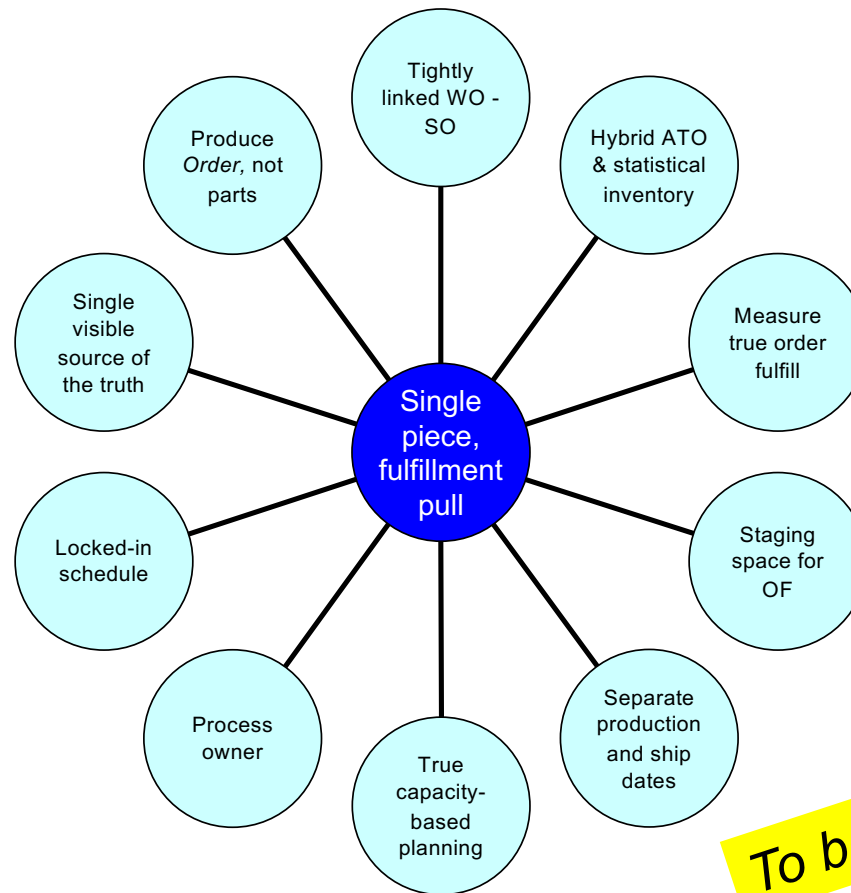 Tightly
linked WO -
SO
Hybrid ATO
& statistical
inventory
Measure
true order
fulfill
Staging
space for
OF
Separate
production
and ship
dates
True
capacity-
based
planning
Process
owner
Locked-in
schedule
Single
visible
source of
the truth
Produce
Order, not
parts
Single
piece,
fulfillment
pull
To b